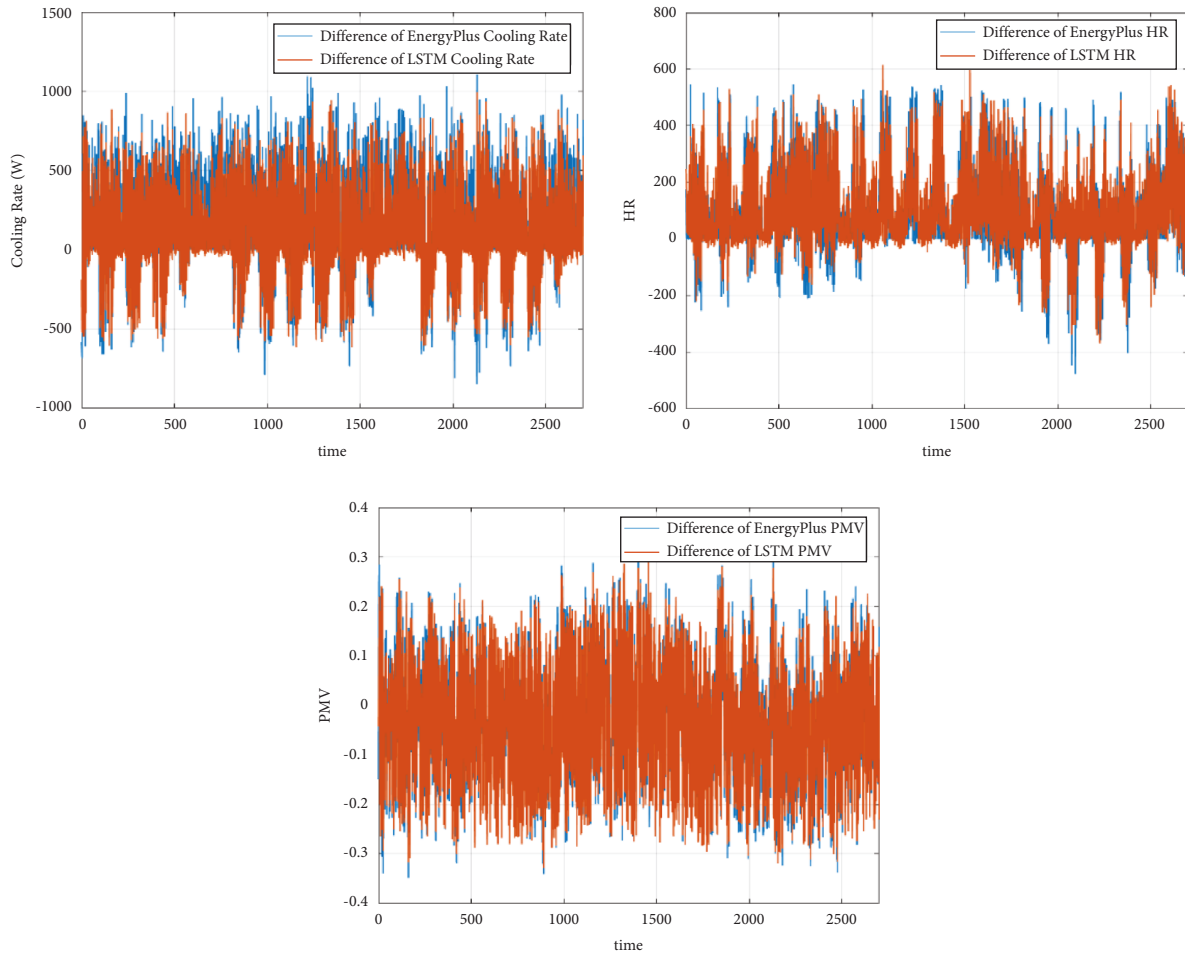 1500
1000
500
0
-500
-1000
Cooling Rate (W)
Difference of EnergyPlus Cooling Rate
Difference of LSTM Cooling Rate
0 500 1000 1500 2000 2500
time
800
600
400
200
0
-200
-400
-600
HR
Difference of EnergyPlus HR
Difference of LSTM HR
0 500 1000 1500 2000 2500
time
0.4
0.3
0.2
0.1
0
-0.1
-0.2
-0.3
-0.4
PMV
Difference of EnergyPlus PMV
Difference of LSTM PMV
0 500 1000 1500 2000 2500
time